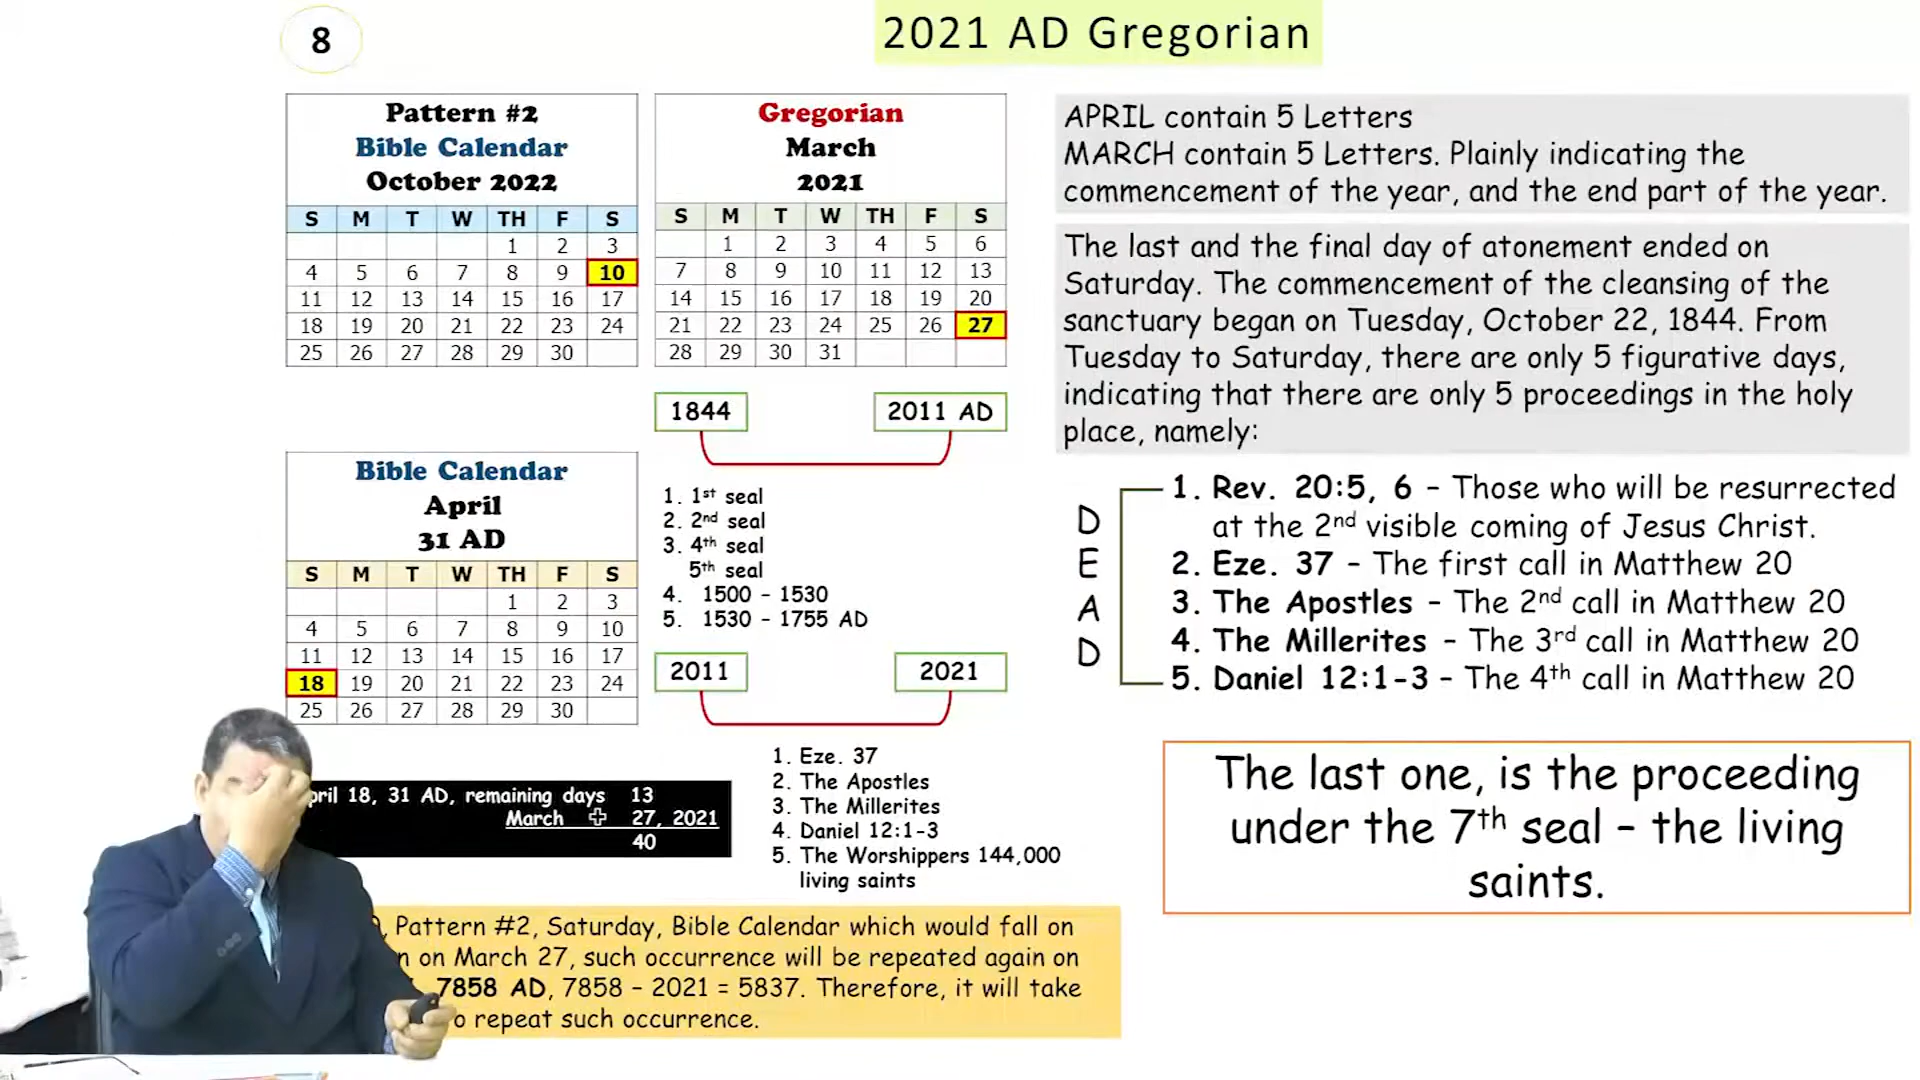 8
2021 AD Gregorian
Pattern #2
Bible Calendar
October 2022
S M T W TH F S
1 2 3
4 5 6 7 8 9 10
11 12 13 14 15 16 17
18 19 20 21 22 23 24
25 26 27 28 29 30
Gregorian
March
2021
S M T W TH F S
1 2 3 4 5 6
7 8 9 10 11 12 13
14 15 16 17 18 19 20
21 22 23 24 25 26 27
28 29 30 31
1844 2011 AD
1. 1st seal
2. 2nd seal
3. 4th seal
5th seal
4. 1500 – 1530
5. 1530 – 1755 AD
Bible Calendar
April
31 AD
S M T W TH F S
1 2 3
4 5 6 7 8 9 10
11 12 13 14 15 16 17
18 19 20 21 22 23 24
25 26 27 28 29 30
2011 2021
1. Eze. 37
2. The Apostles
3. The Millerites
4. Daniel 12:1-3
5. The Worshippers 144,000
living saints
pril 18, 31 AD, remaining days 13
March + 27, 2021
40
, Pattern #2, Saturday, Bible Calendar which would fall on
n on March 27, such occurrence will be repeated again on
7858 AD, 7858 – 2021 = 5837. Therefore, it will take
o repeat such occurrence.
APRIL contain 5 Letters
MARCH contain 5 Letters. Plainly indicating the
commencement of the year, and the end part of the year.
The last and the final day of atonement ended on
Saturday. The commencement of the cleansing of the
sanctuary began on Tuesday, October 22, 1844. From
Tuesday to Saturday, there are only 5 figurative days,
indicating that there are only 5 proceedings in the holy
place, namely:
D
E
A
D
1. Rev. 20:5, 6 – Those who will be resurrected
at the 2nd visible coming of Jesus Christ.
2. Eze. 37 – The first call in Matthew 20
3. The Apostles – The 2nd call in Matthew 20
4. The Millerites – The 3rd call in Matthew 20
5. Daniel 12:1-3 – The 4th call in Matthew 20
The last one, is the proceeding
under the 7th seal – the living
saints.